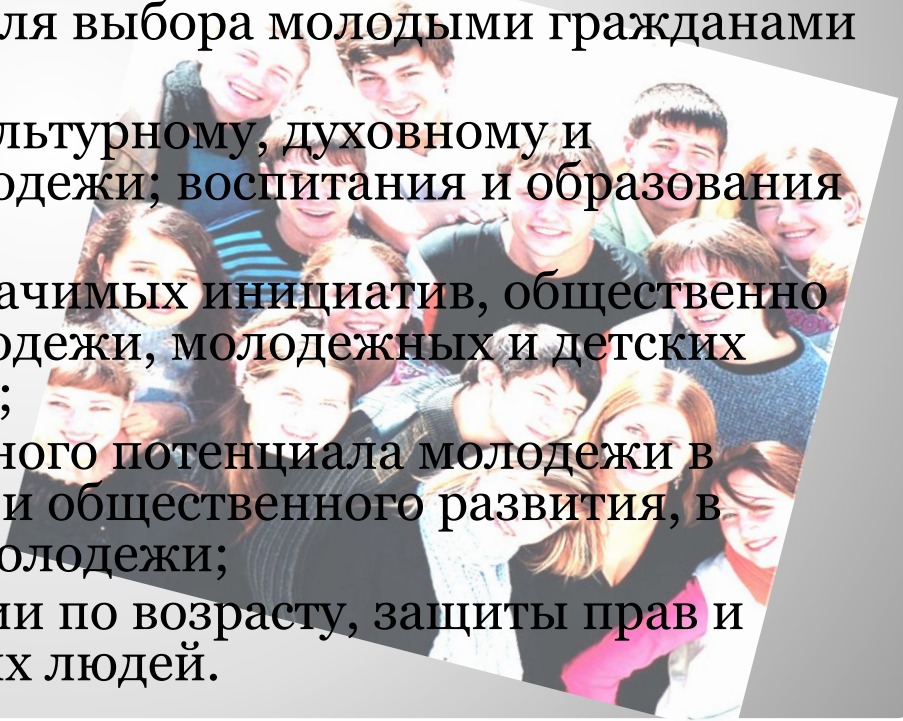 ля выбора молодыми гражданами
льтурному, духовному и
одежи; воспитания и образования
ачимых инициатив, общественно
одежи, молодежных и детских
;
ного потенциала молодежи в
и общественного развития, в
олодежи;
ии по возрасту, защиты прав и
ых людей.